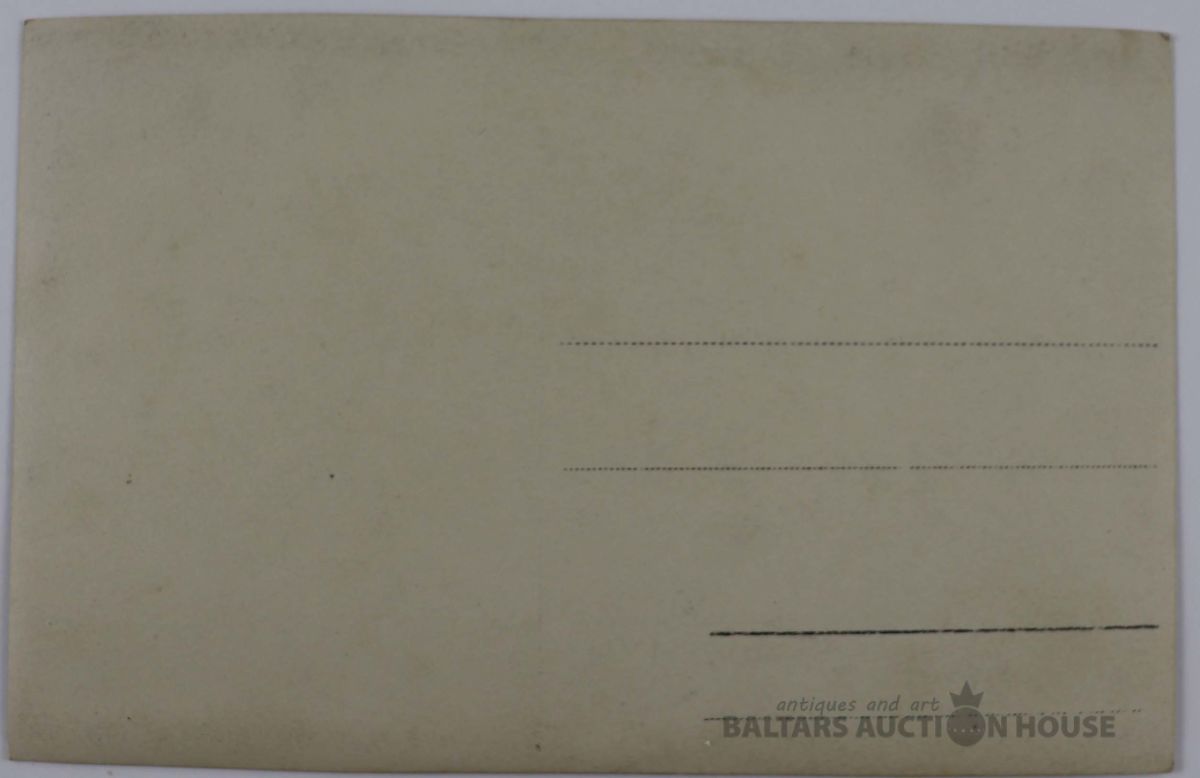 antiques and art
BALTARS AUCTION HOUSE